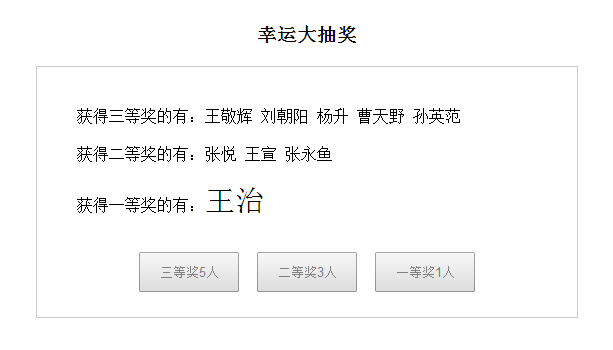 幸运大抽奖
获得三等奖的有：王敬辉 刘朝阳 杨升 曹天野 孙英范
获得二等奖的有：张悦 王宣 张永鱼
获得一等奖的有：王治
三等奖5人 二等奖3人 一等奖1人